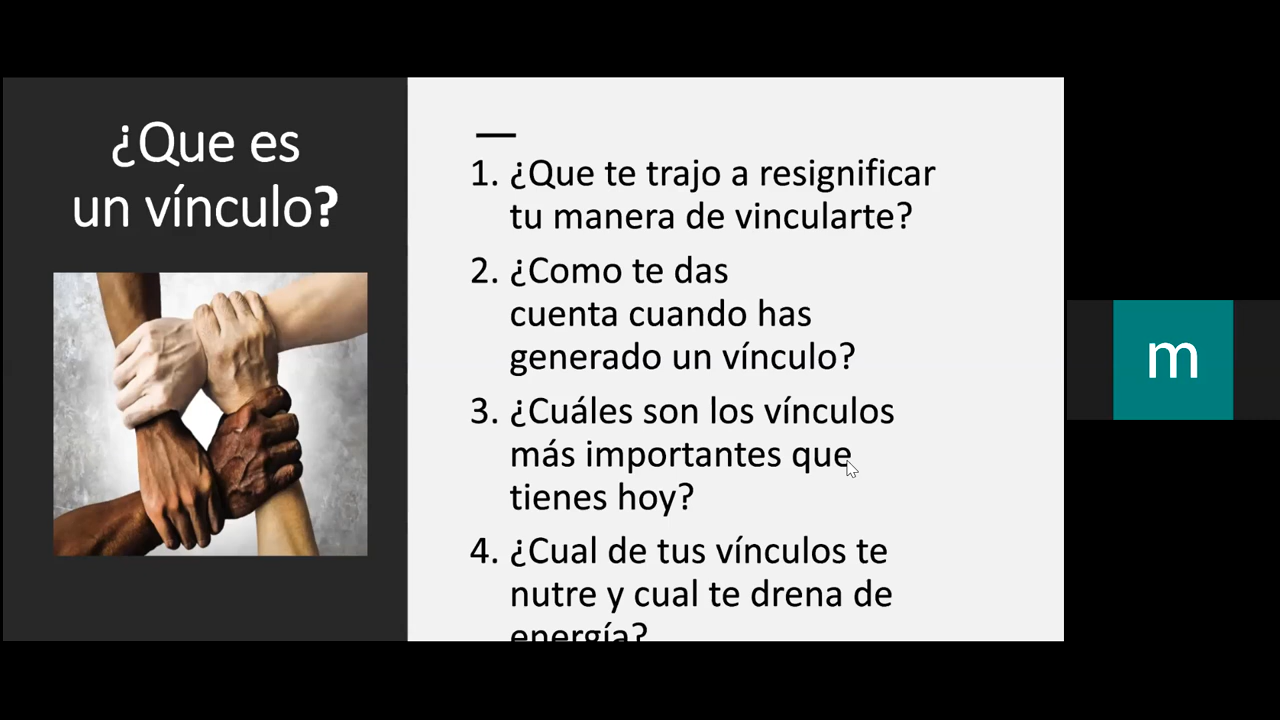 ¿Que es
un vínculo?
1. ¿Que te trajo a resignificar
tu manera de vincularte?
2. ¿Como te das
cuenta cuando has
generado un vínculo?
3. ¿Cuáles son los vínculos
más importantes que
tienes hoy?
4. ¿Cual de tus vínculos te
nutre y cual te drena de
energía?
m